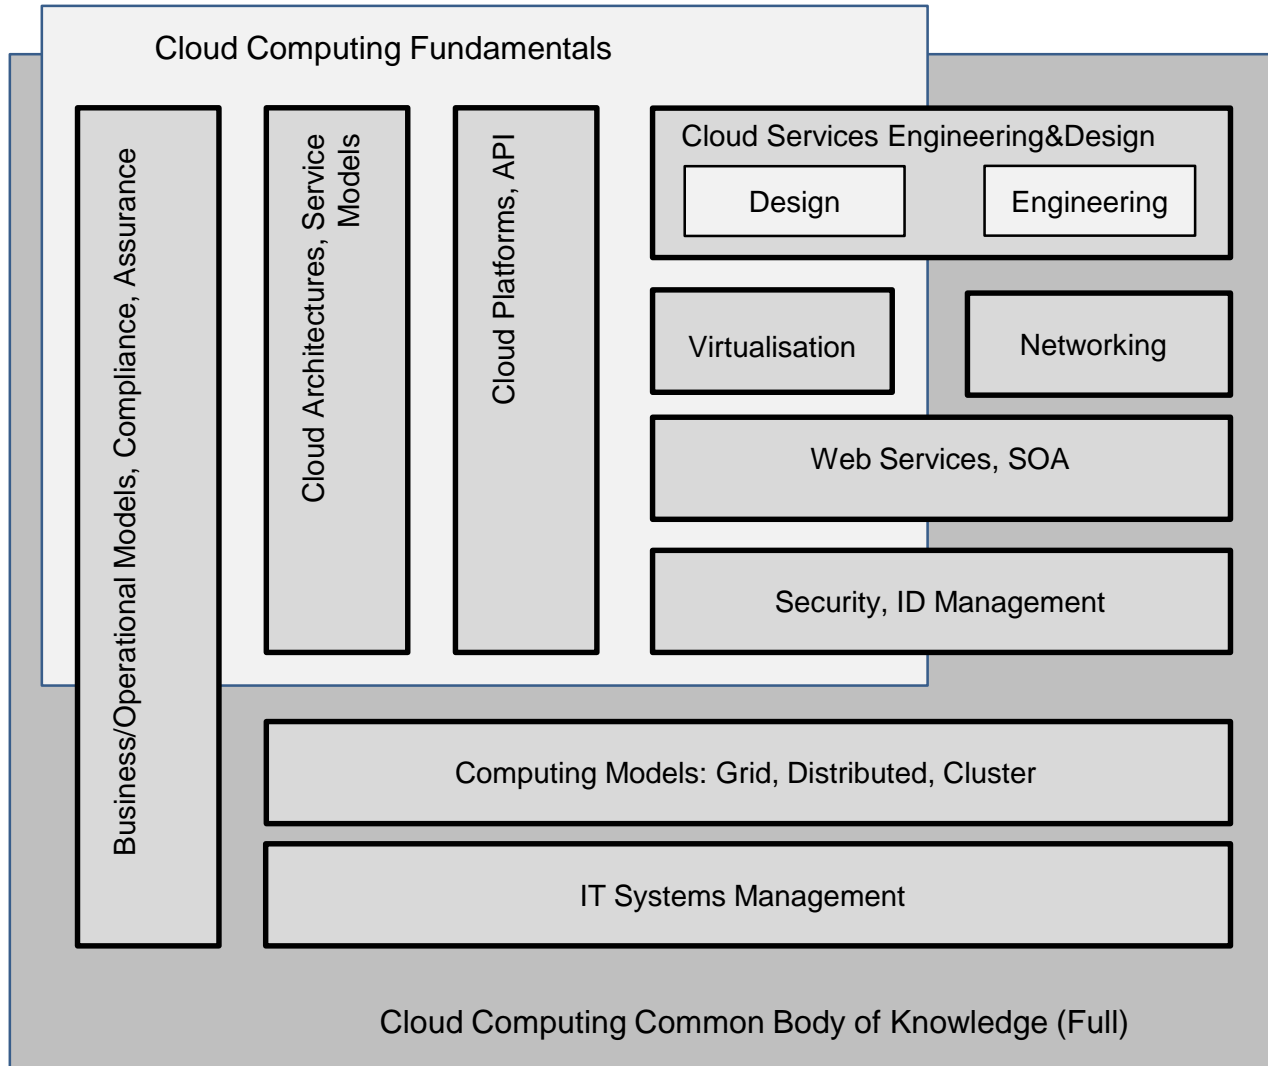 Cloud Computing Fundamentals
Business/Operational Models, Compliance, Assurance
Cloud Architectures, Service
Models
Cloud Platforms, API
Cloud Services Engineering&Design
Design
Engineering
Virtualisation
Networking
Web Services, SOA
Security, ID Management
Computing Models: Grid, Distributed, Cluster
IT Systems Management
Cloud Computing Common Body of Knowledge (Full)